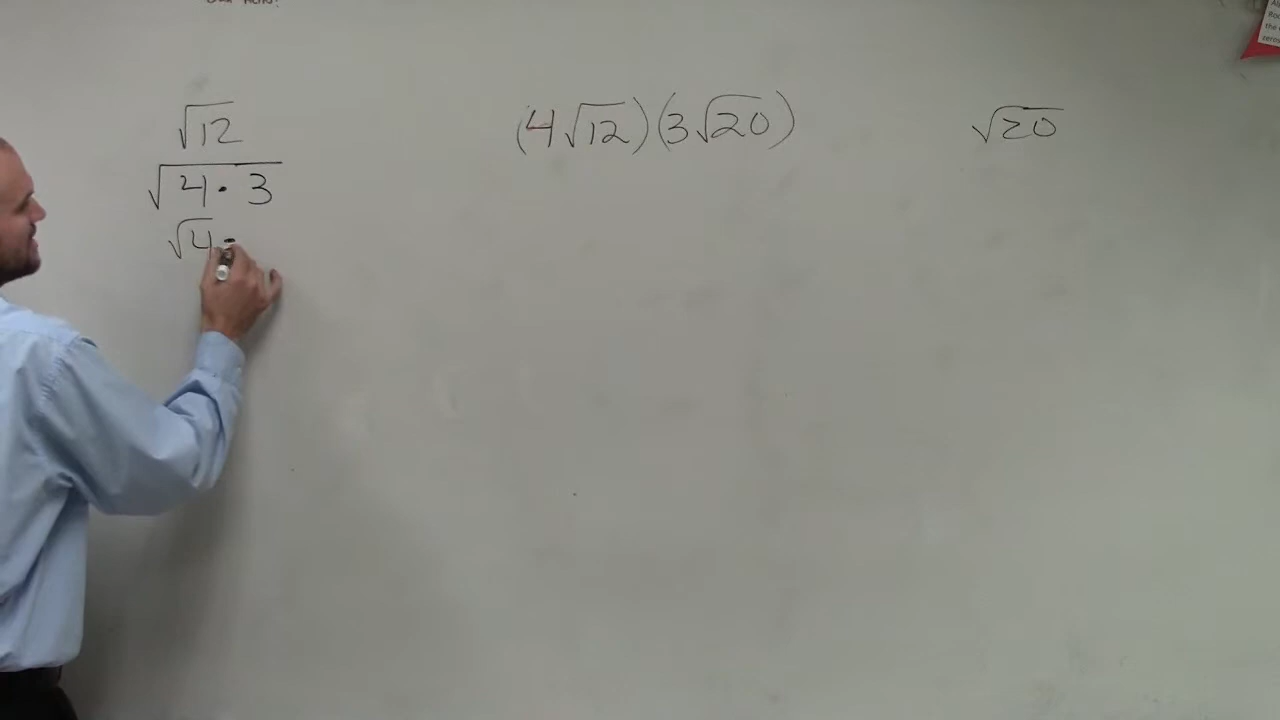 √12
√4 · 3
√4 ·
(4√12)(3√20)
√20